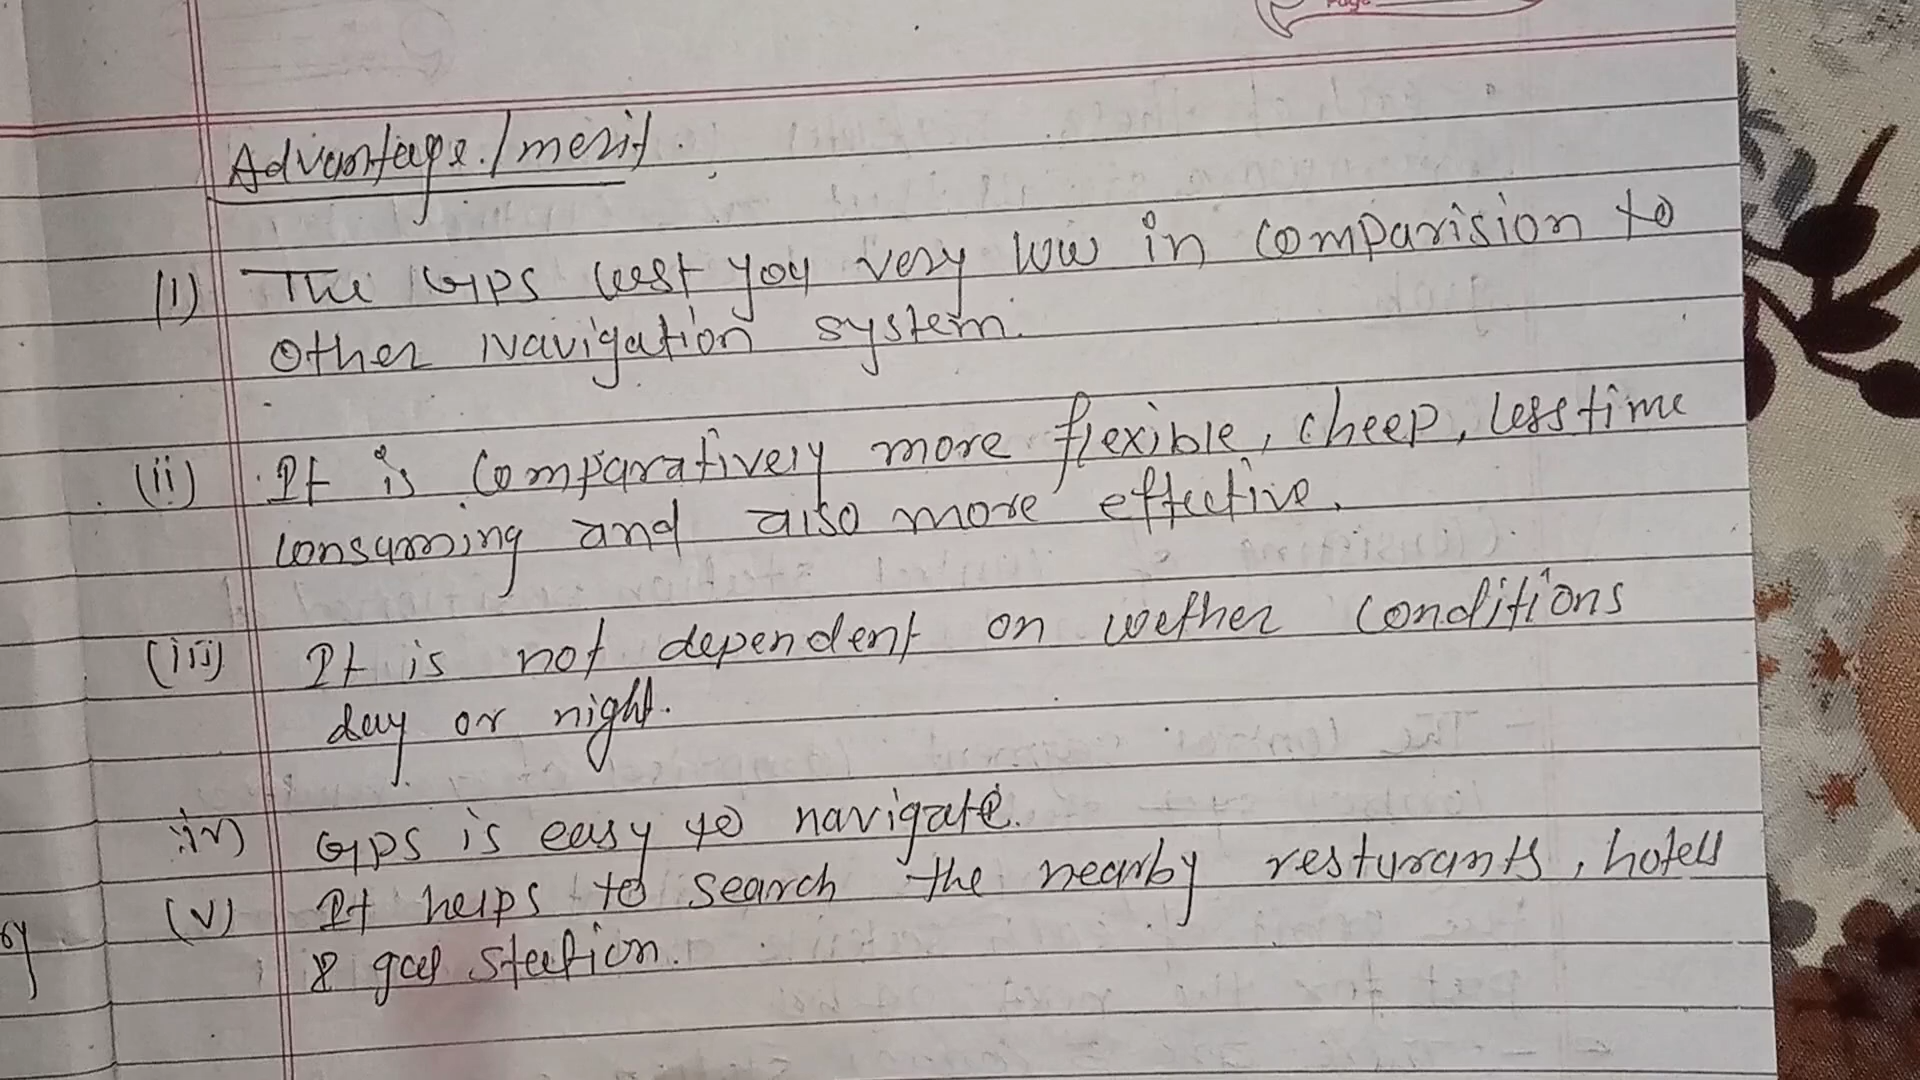 Page
Advantage./merit.
(i) The GPS cost you very low in comparision to
other Navigation system.
(ii) It is comparatively more flexible, cheep, less time
consuming and also more effective.
(iii) It is not dependent on wether conditions
day or night.
iv) GPS is easy to navigate.
(v) It helps to search the nearby resturants, hotels
& gas station.